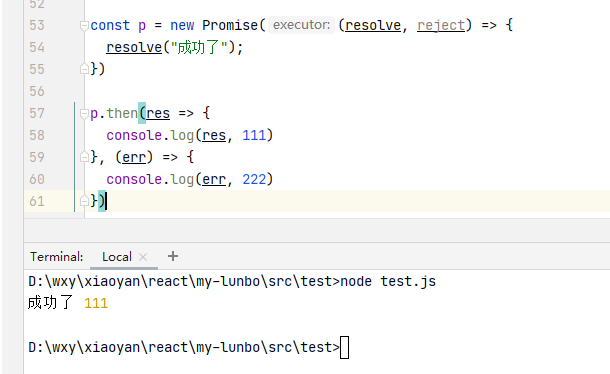 52
53 const p = new Promise( executor: (resolve, reject) => {
54 resolve("成功了");
55 })
56
57 p.then(res => {
58 console.log(res, 111)
59 }, (err) => {
60 console.log(err, 222)
61 })
Terminal: Local × +
D:\wxy\xiaoyan\react\my-lunbo\src\test>node test.js
成功了 111
D:\wxy\xiaoyan\react\my-lunbo\src\test>